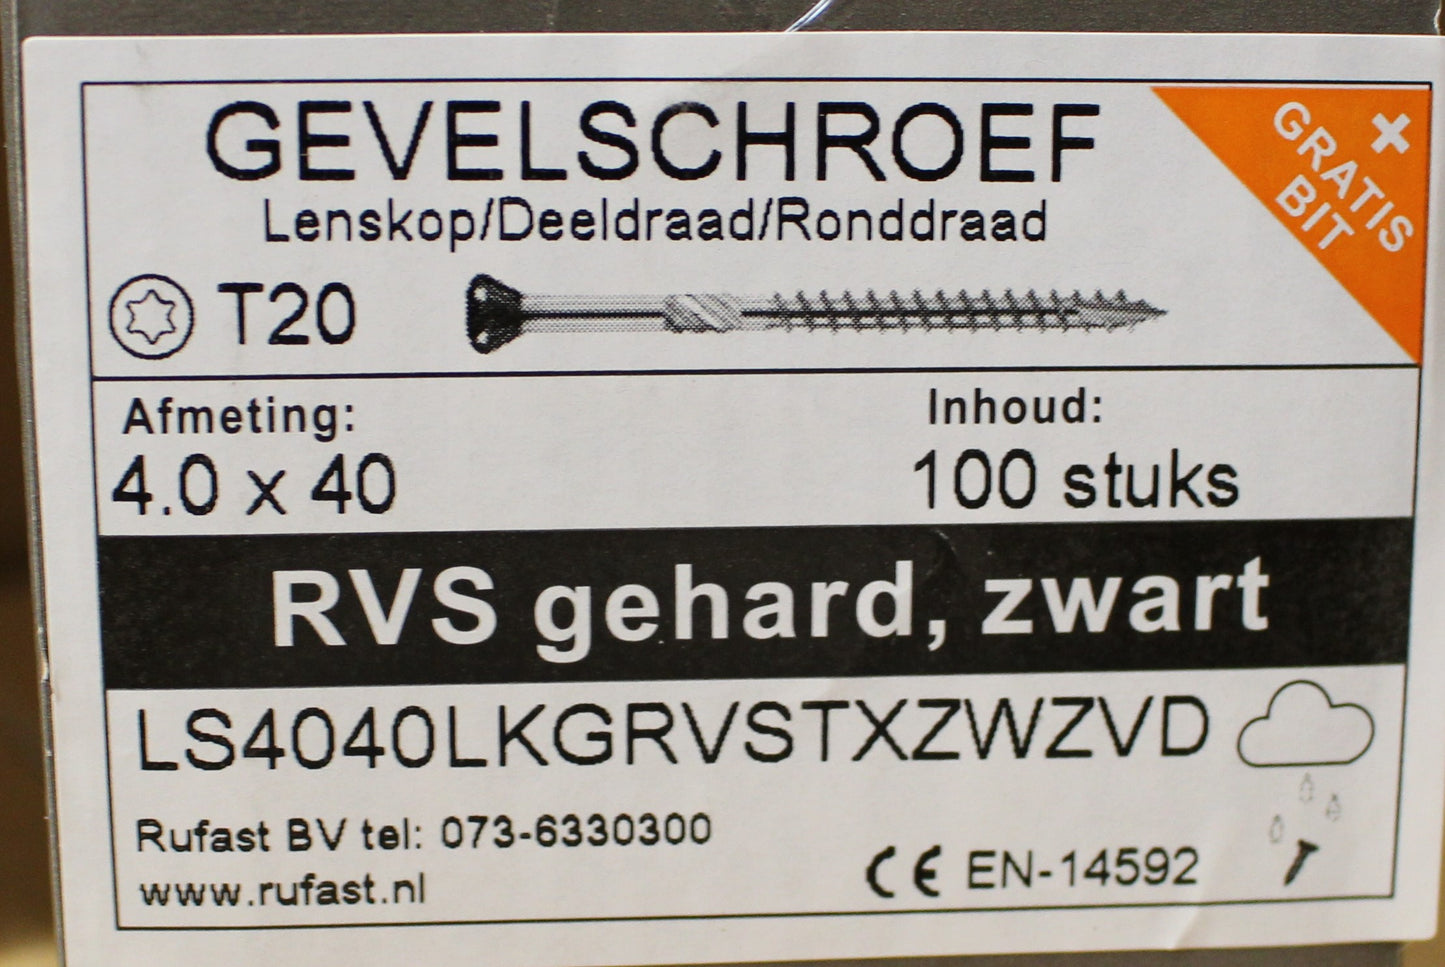 GEVELSCHROEF
Lenskop/Deeldraad/Ronddraad
+
GRATIS
BIT
T20
Afmeting:
4.0 x 40
Inhoud:
100 stuks
RVS gehard, zwart
LS4040LKGRVSTXZWZVD
Rufast BV tel: 073-6330300
www.rufast.nl
CE EN-14592